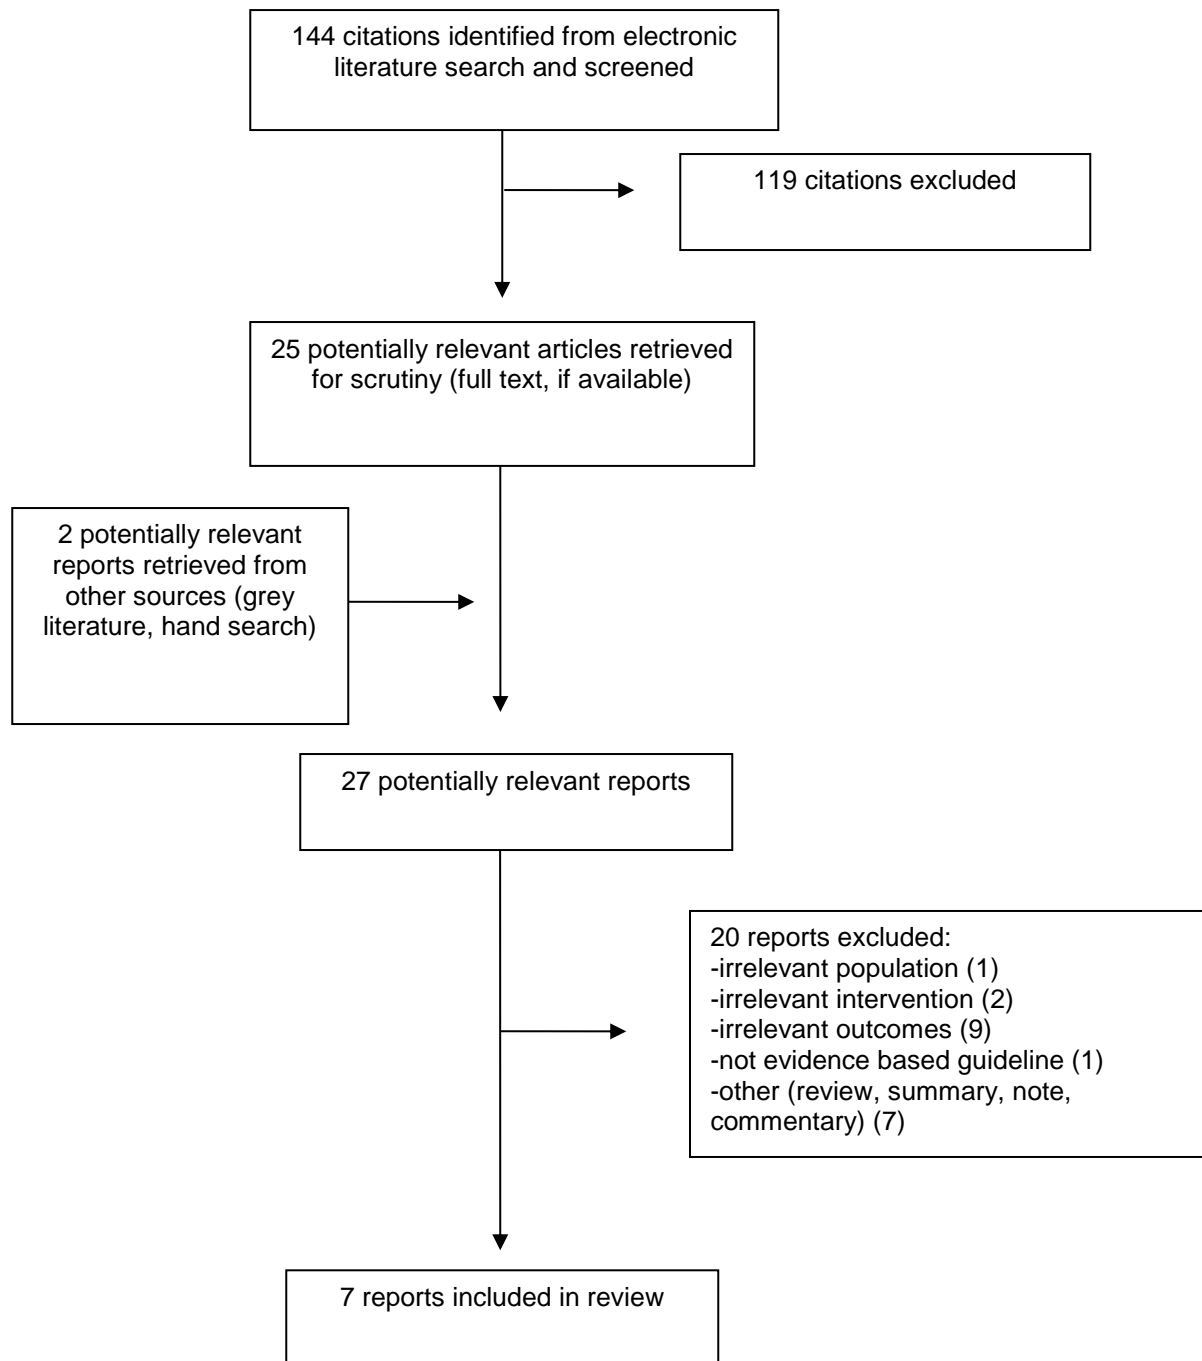 144 citations identified from electronic
literature search and screened
119 citations excluded
25 potentially relevant articles retrieved
for scrutiny (full text, if available)
2 potentially relevant
reports retrieved from
other sources (grey
literature, hand search)
27 potentially relevant reports
20 reports excluded:
-irrelevant population (1)
-irrelevant intervention (2)
-irrelevant outcomes (9)
-not evidence based guideline (1)
-other (review, summary, note,
commentary) (7)
7 reports included in review